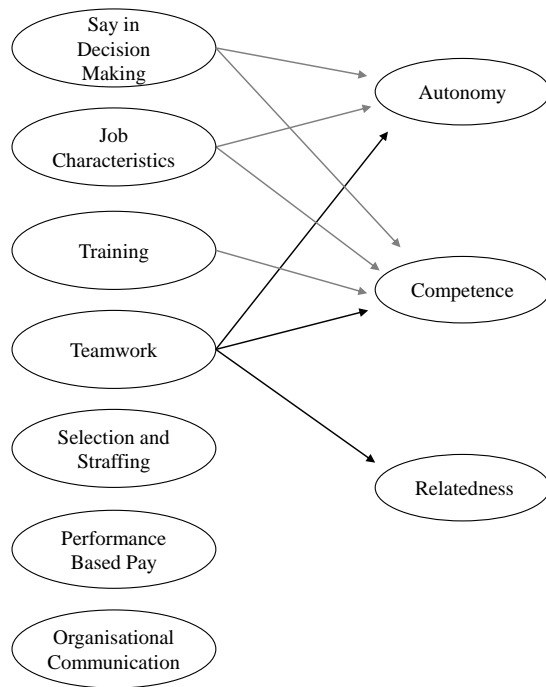 Say in
Decision
Making
Job
Characteristics
Training
Teamwork
Selection and
Straffing
Performance
Based Pay
Organisational
Communication
Autonomy
Competence
Relatedness